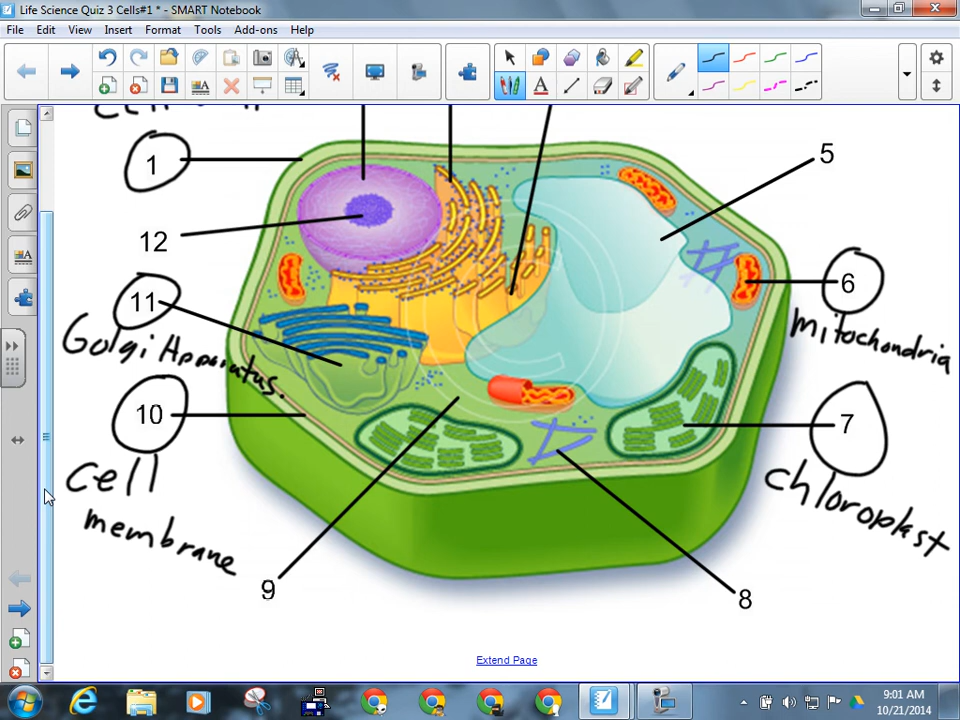 Life Science Quiz 3 Cells#1 * - SMART Notebook
File Edit View Insert Format Tools Add-ons Help
1
5
12
6
11
mitochondria
Golgi Apparatus.
10
7
cell
chloroplast
membrane
9
8
Extend Page
9:01 AM
10/21/2014